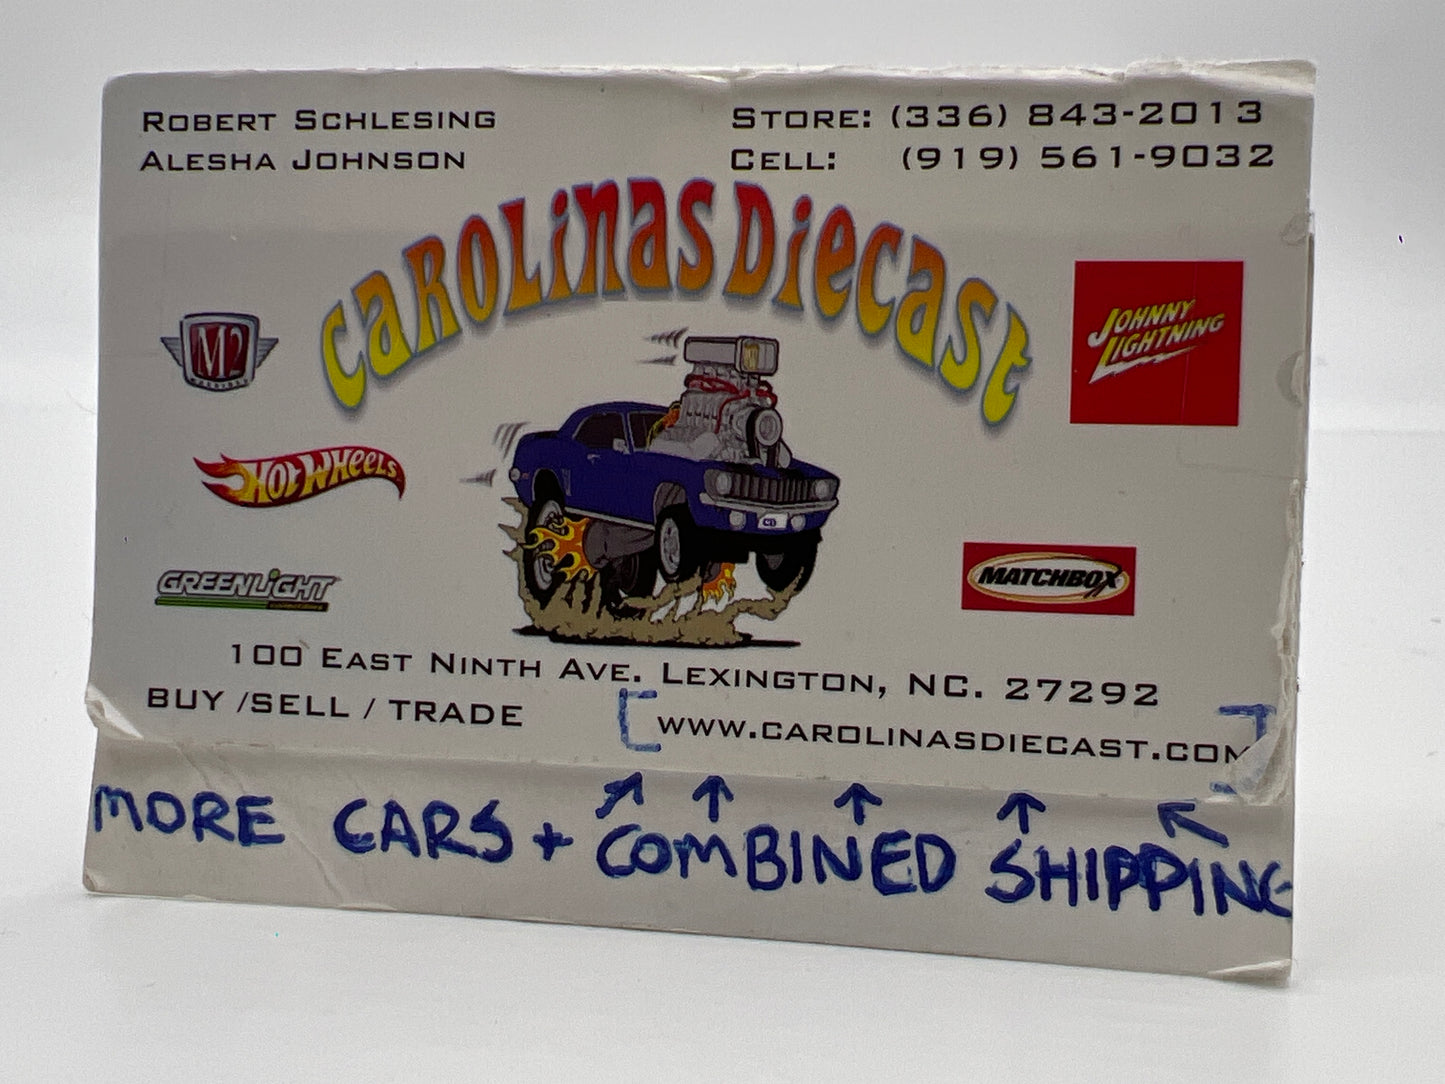 ROBERT SCHLESING
ALESHA JOHNSON
STORE: (336) 843-2013
CELL: (919) 561-9032
CAROLINAS DIECAST
M2
JOHNNY
LIGHTNING
HOT WHEELS
GREENLIGHT
MATCHBOX
100 EAST NINTH AVE. LEXINGTON, NC. 27292
BUY /SELL / TRADE
[WWW.CAROLINASDIECAST.COM]
MORE CARS + COMBINED SHIPPING